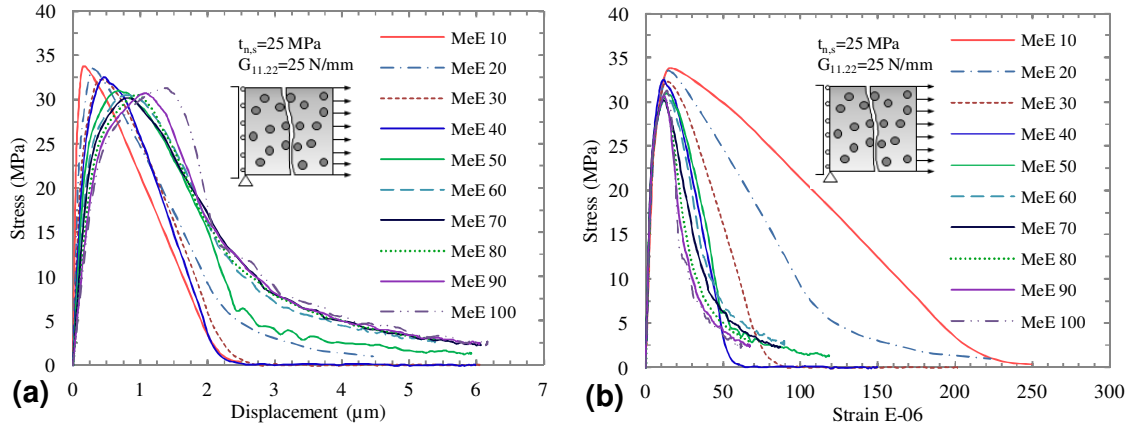 40
35
30
25
20
15
10
5
0
Stress (MPa)
0 1 2 3 4 5 6 7
Displacement (µm)
(a)
tn,s=25 MPa
G11.22=25 N/mm
MeE 10
MeE 20
MeE 30
MeE 40
MeE 50
MeE 60
MeE 70
MeE 80
MeE 90
MeE 100
40
35
30
25
20
15
10
5
0
Stress (MPa)
0 50 100 150 200 250 300
Strain E-06
(b)
tn,s=25 MPa
G11.22=25 N/mm
MeE 10
MeE 20
MeE 30
MeE 40
MeE 50
MeE 60
MeE 70
MeE 80
MeE 90
MeE 100